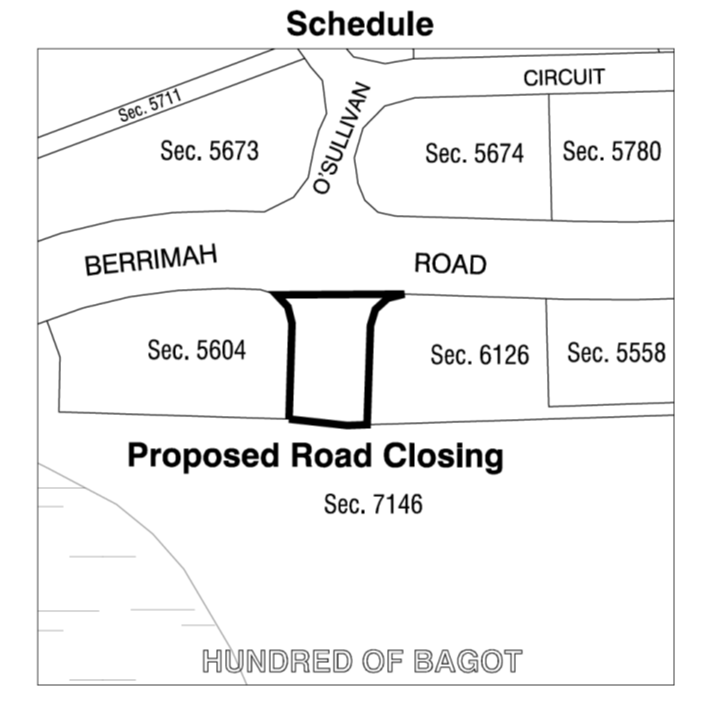 Schedule
CIRCUIT
Sec. 5711
O'SULLIVAN
Sec. 5673
Sec. 5674
Sec. 5780
BERRIMAH
ROAD
Sec. 5604
Sec. 6126
Sec. 5558
Proposed Road Closing
Sec. 7146
HUNDRED OF BAGOT